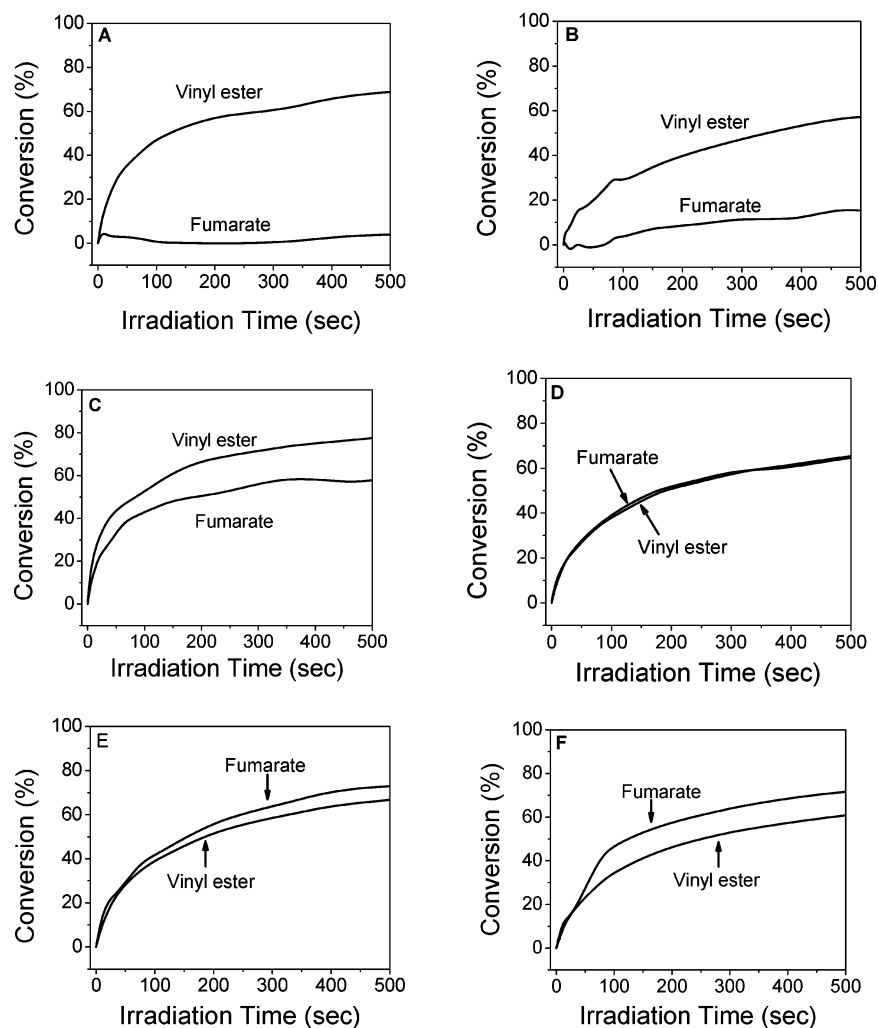 A
100
80
60
40
20
0
Conversion (%)
Vinyl ester
Fumarate
0 100 200 300 400 500
Irradiation Time (sec)
B
100
80
60
40
20
0
Conversion (%)
Vinyl ester
Fumarate
0 100 200 300 400 500
Irradiation Time (sec)
C
100
80
60
40
20
0
Conversion (%)
Vinyl ester
Fumarate
0 100 200 300 400 500
Irradiation Time (sec)
D
100
80
60
40
20
0
Conversion (%)
Fumarate
Vinyl ester
0 100 200 300 400 500
Irradiation Time (sec)
E
100
80
60
40
20
0
Conversion (%)
Fumarate
Vinyl ester
0 100 200 300 400 500
Irradiation Time (sec)
F
100
80
60
40
20
0
Conversion (%)
Fumarate
Vinyl ester
0 100 200 300 400 500
Irradiation Time (sec)